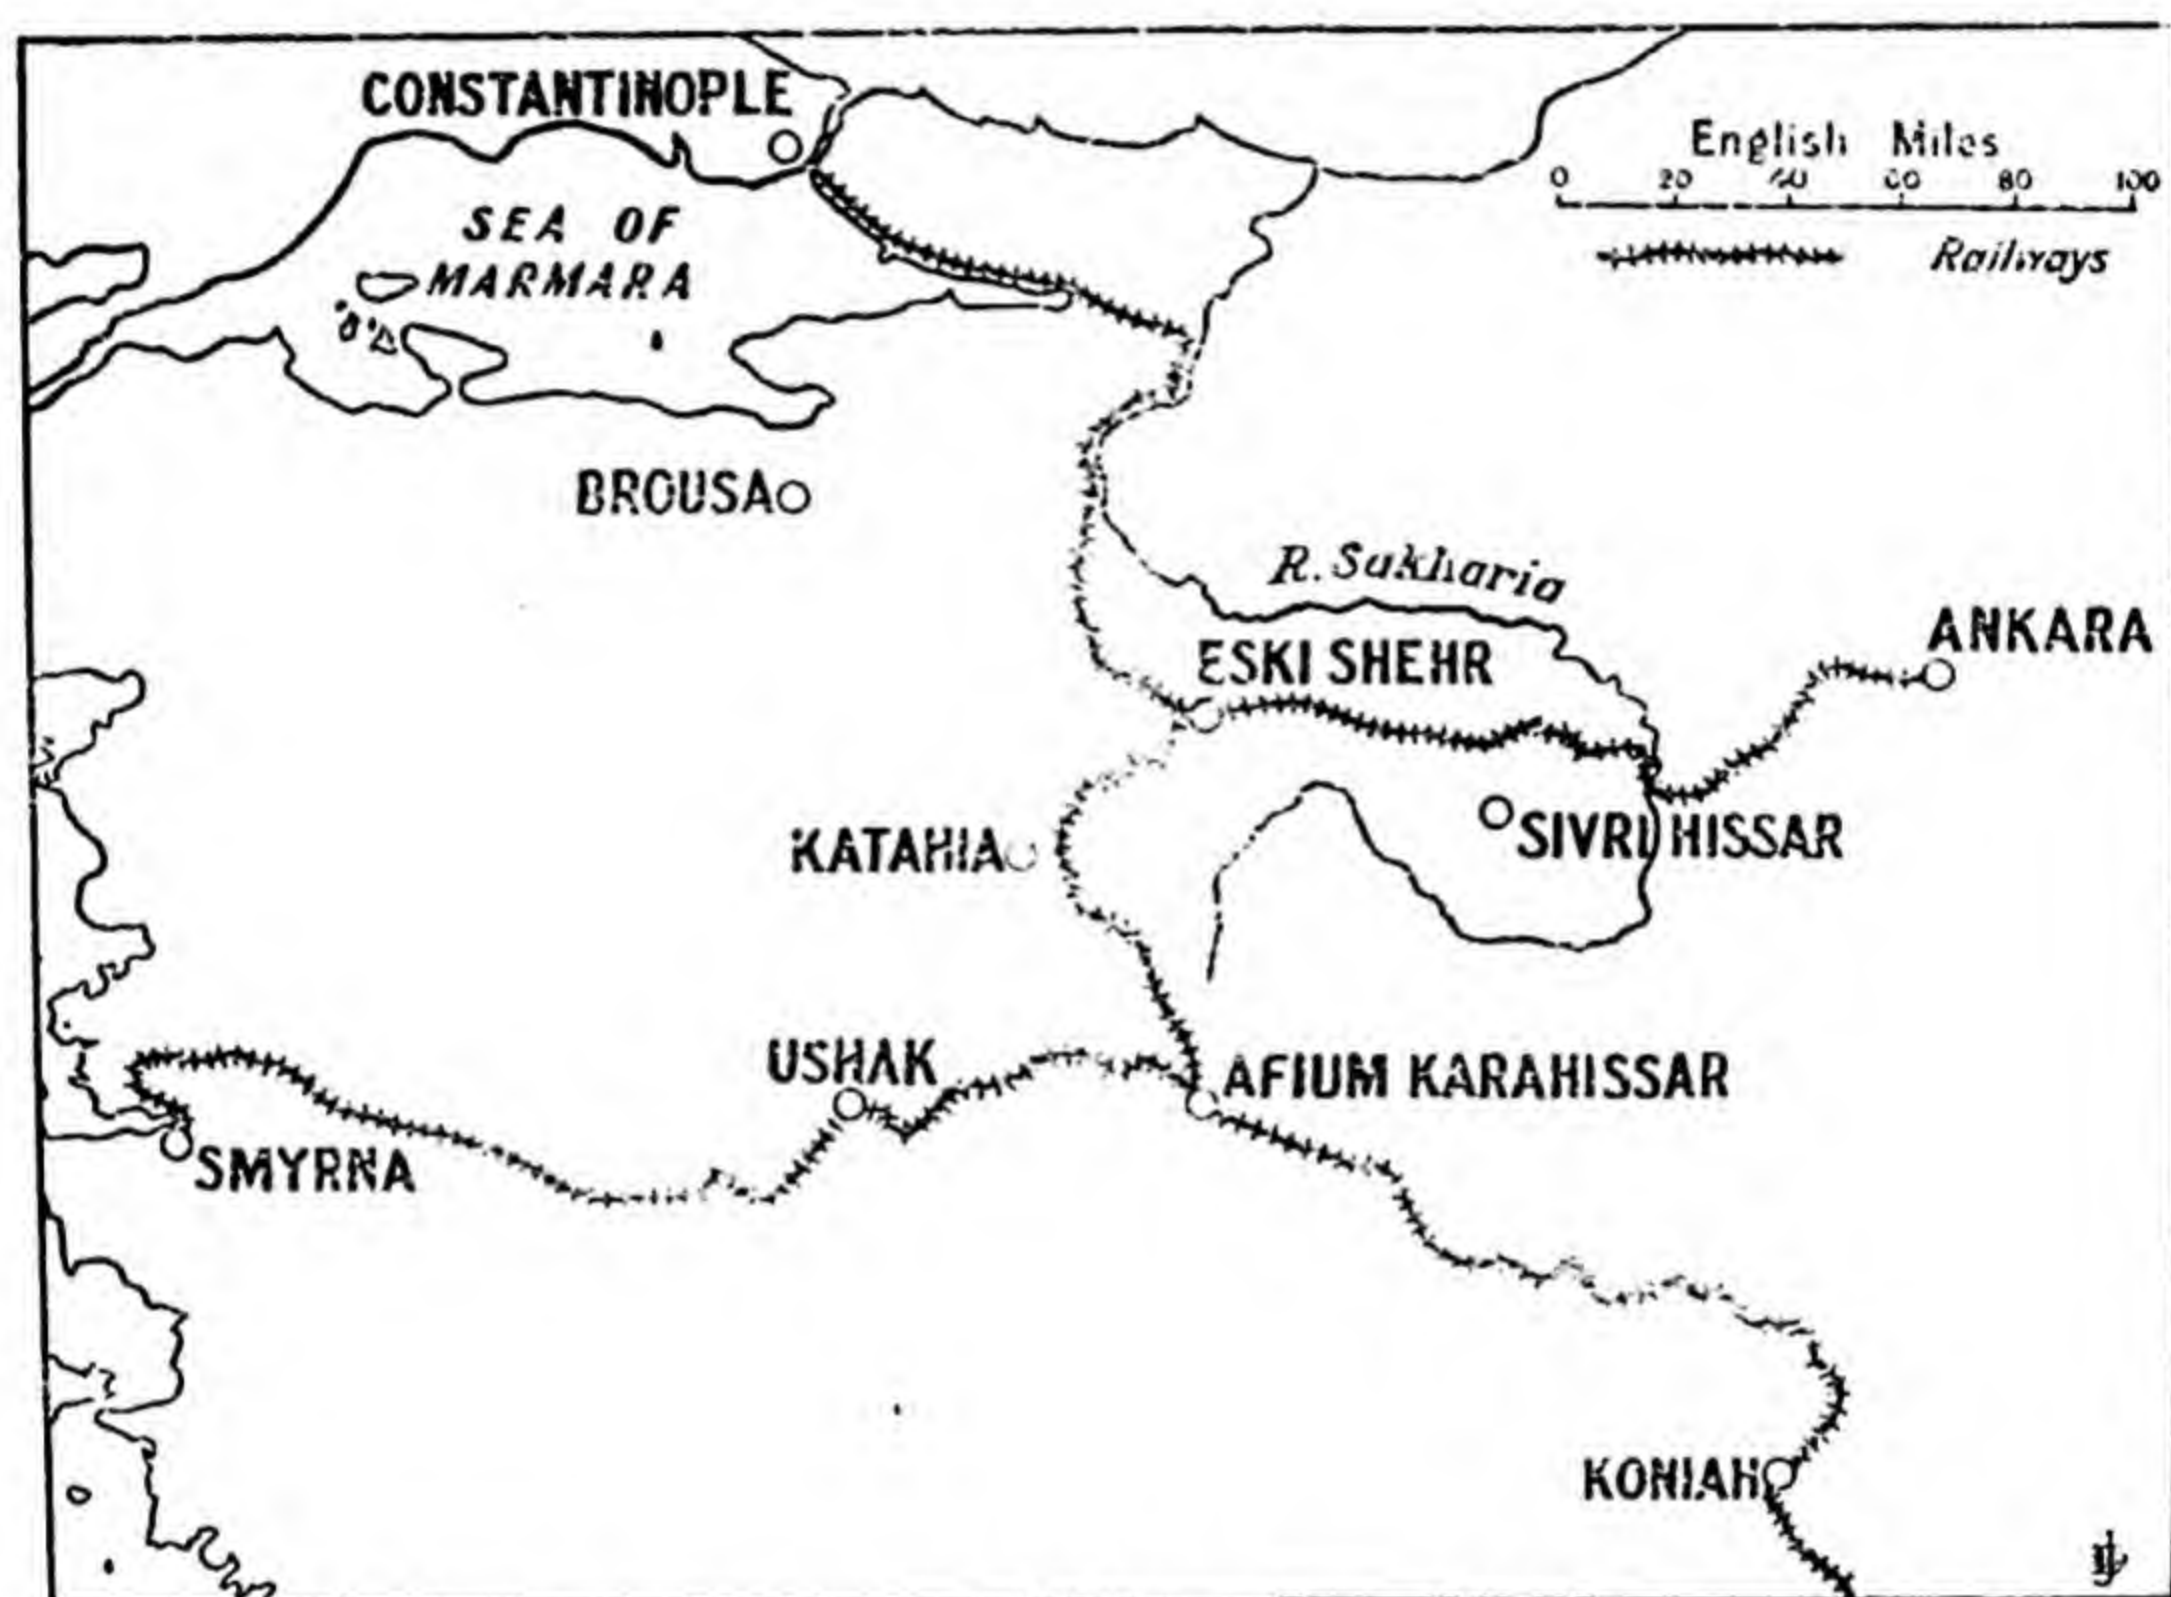 CONSTANTINOPLE
English Miles
0 20 40 60 80 100
Railways
SEA OF
MARMARA
BROUSA
R. Sakharia
ANKARA
ESKI SHEHR
SIVRI HISSAR
KATAHIA
USHAK
AFIUM KARAHISSAR
SMYRNA
KONIAH